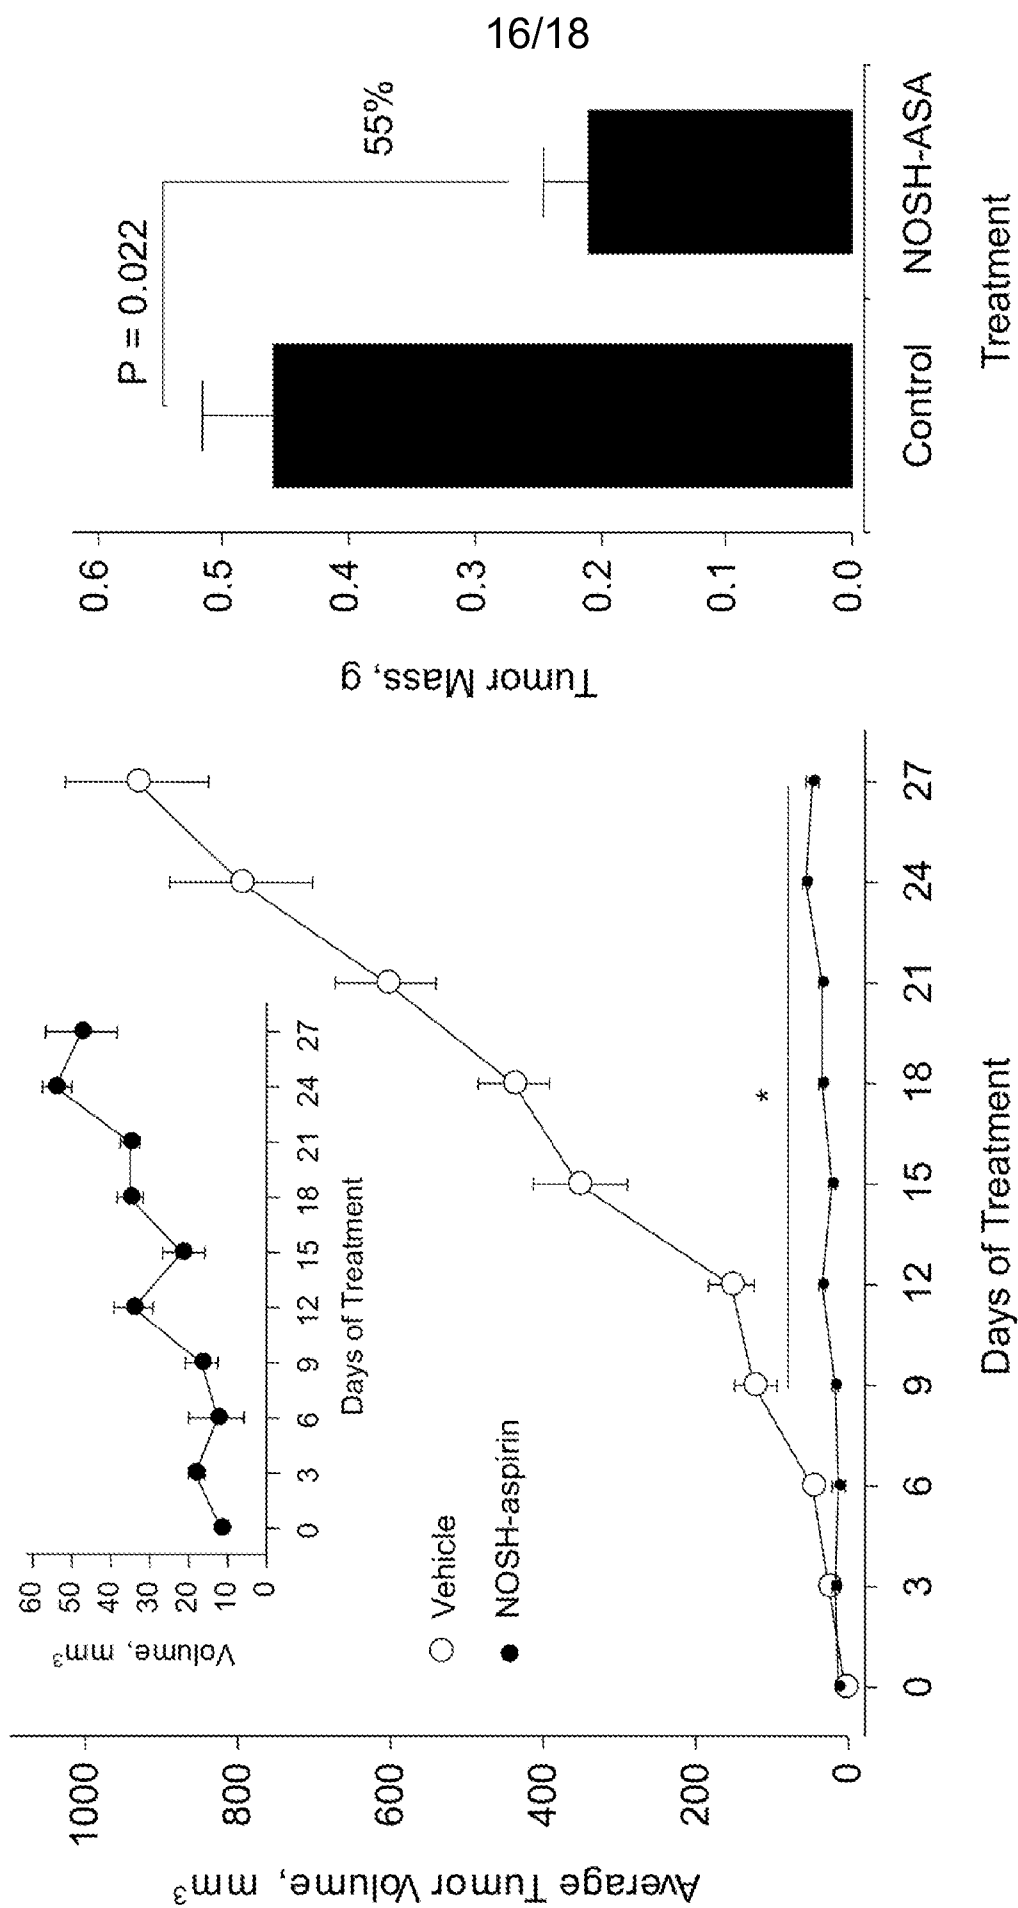 16/18
Average Tumor Volume, mm³
1000
800
600
400
200
0
0 3 6 9 12 15 18 21 24 27
Days of Treatment
Vehicle
NOSH-aspirin
*
Volume, mm³
60
50
40
30
20
10
0
0 3 6 9 12 15 18 21 24 27
Days of Treatment
Tumor Mass, g
0.6
0.5
0.4
0.3
0.2
0.1
0.0
P = 0.022
55%
Control NOSH-ASA
Treatment